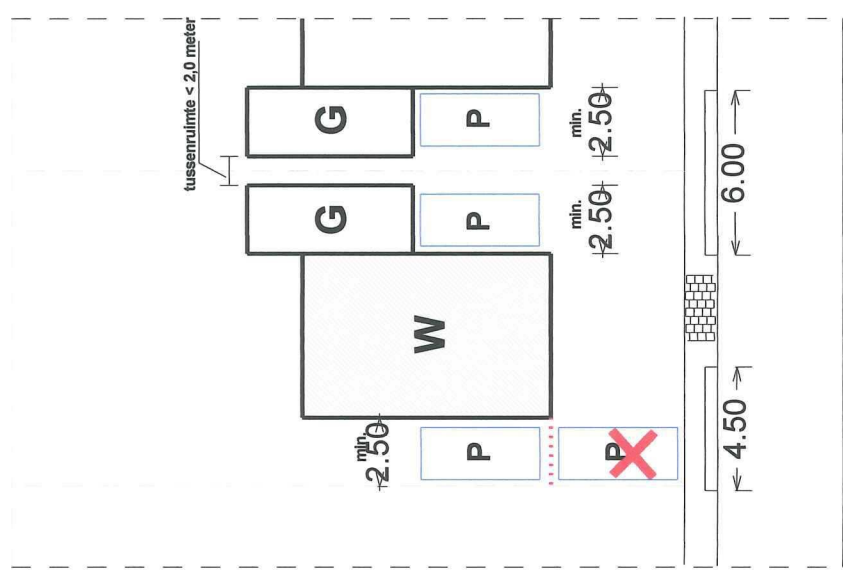 tussenruimte < 2,0 meter
G
P
min.
2.50
6.00
G
P
min.
2.50
W
min.
2.50
P
P
4.50